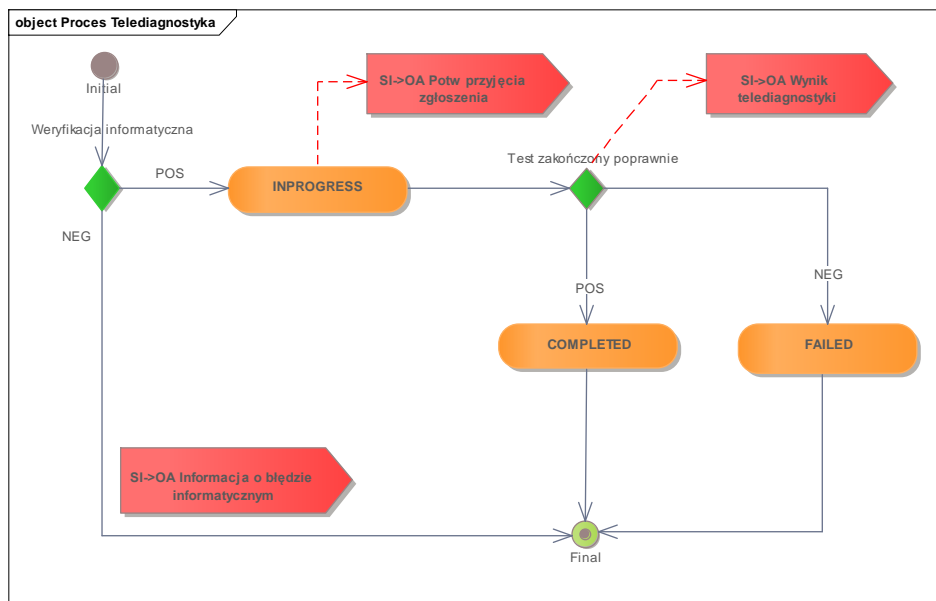 object Proces Telediagnostyka
Initial
SI->OA Potw przyjęcia
zgłoszenia
SI->OA Wynik
telediagnostyki
Weryfikacja informatyczna
Test zakończony poprawnie
POS
INPROGRESS
NEG
NEG
POS
COMPLETED
FAILED
SI->OA Informacja o błędzie
informatycznym
Final